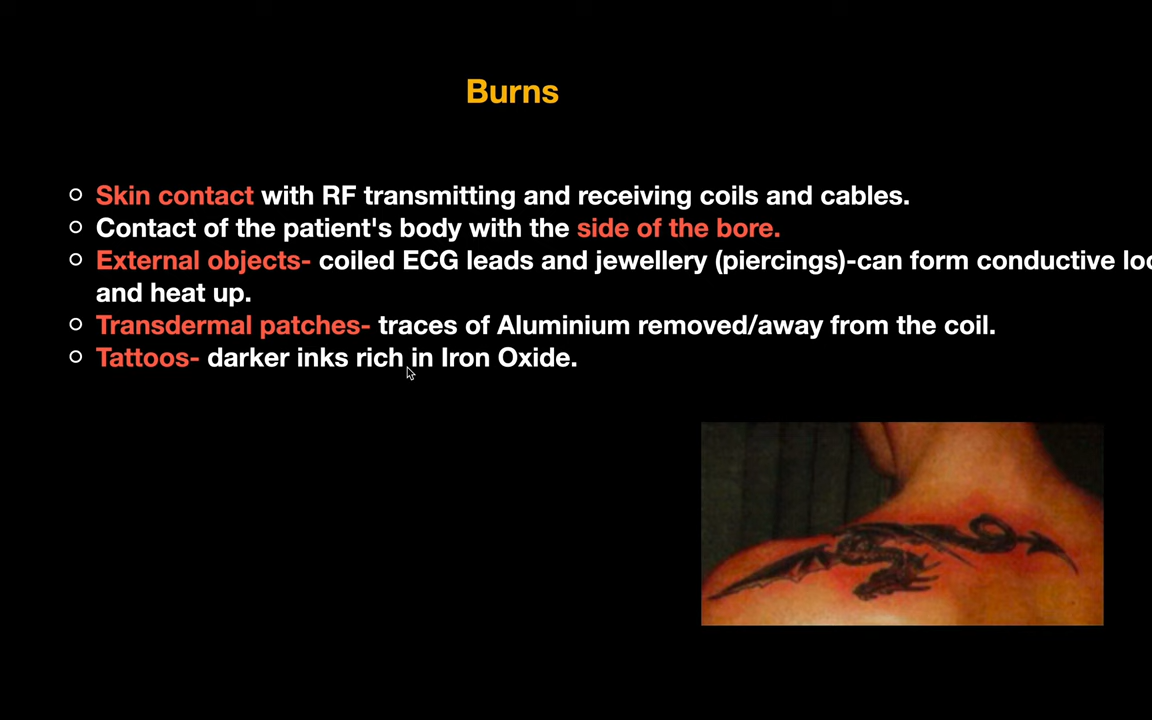 Burns
Skin contact with RF transmitting and receiving coils and cables.
Contact of the patient's body with the side of the bore.
External objects- coiled ECG leads and jewellery (piercings)-can form conductive
and heat up.
Transdermal patches- traces of Aluminium removed/away from the coil.
Tattoos- darker inks rich in Iron Oxide.